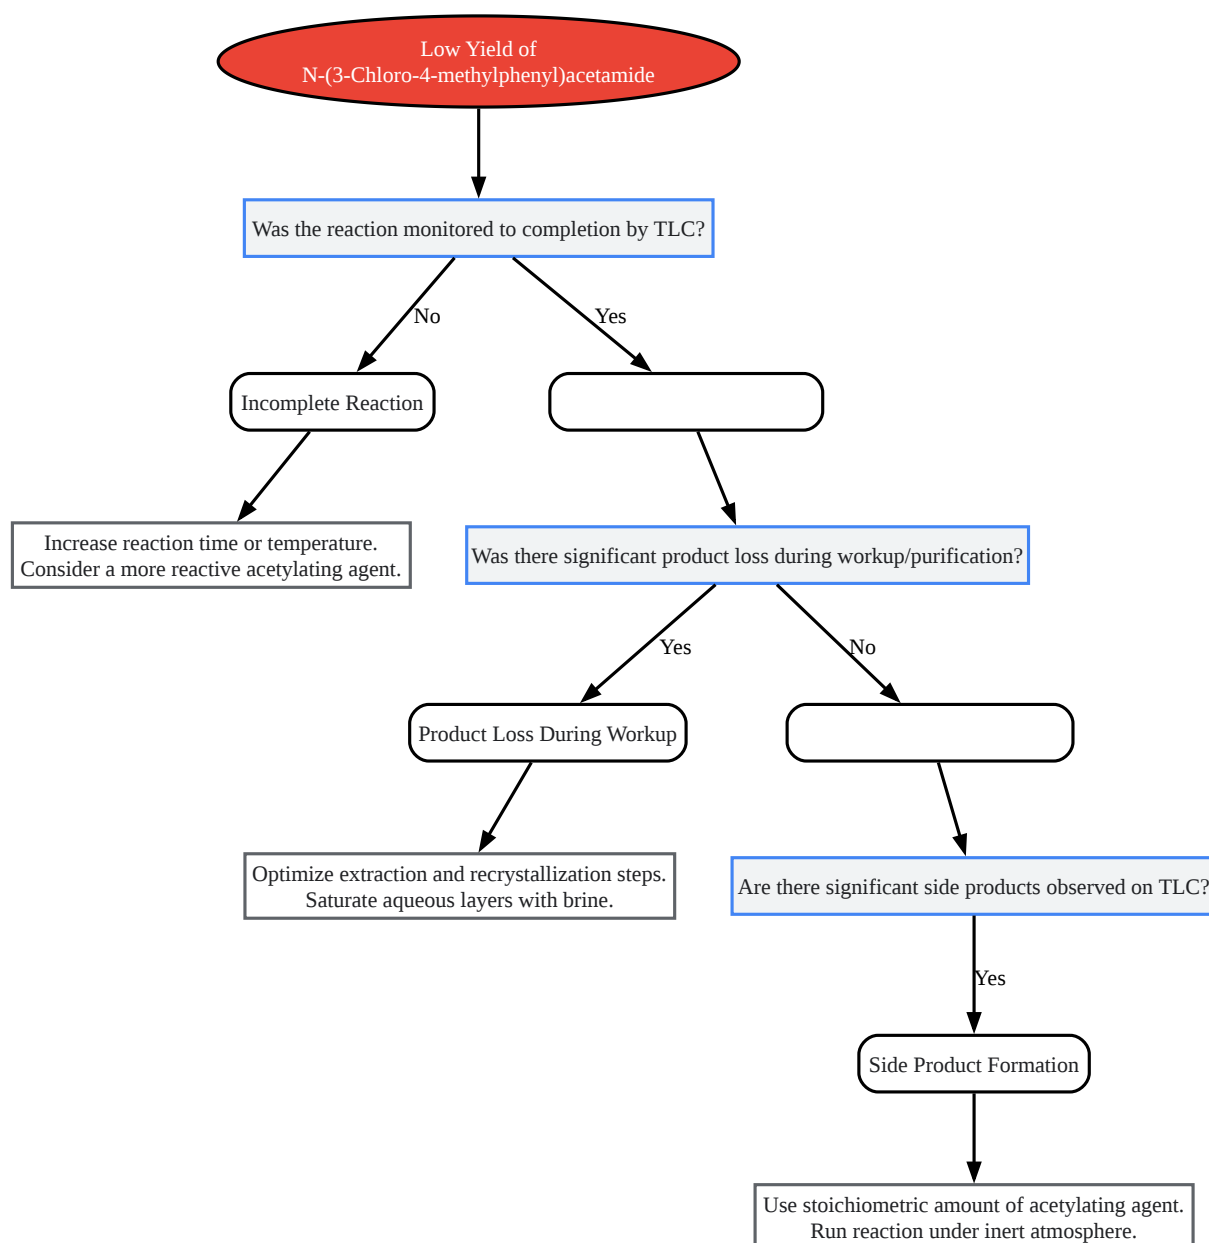 Low Yield of
N-(3-Chloro-4-methylphenyl)acetamide
Was the reaction monitored to completion by TLC?
No
Yes
Incomplete Reaction
Increase reaction time or temperature.
Consider a more reactive acetylating agent.
Was there significant product loss during workup/purification?
Yes
No
Product Loss During Workup
Optimize extraction and recrystallization steps.
Saturate aqueous layers with brine.
Are there significant side products observed on TLC?
Yes
Side Product Formation
Use stoichiometric amount of acetylating agent.
Run reaction under inert atmosphere.